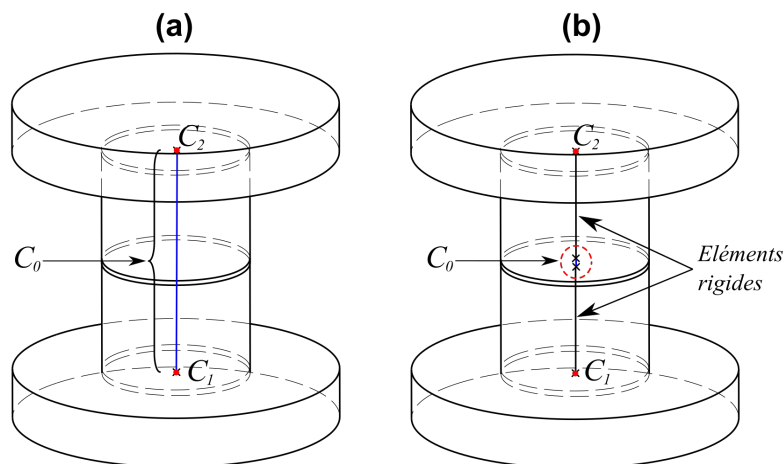 (a)
(b)
C₂
C₂
C₀
C₀
Eléments
rigides
C₁
C₁